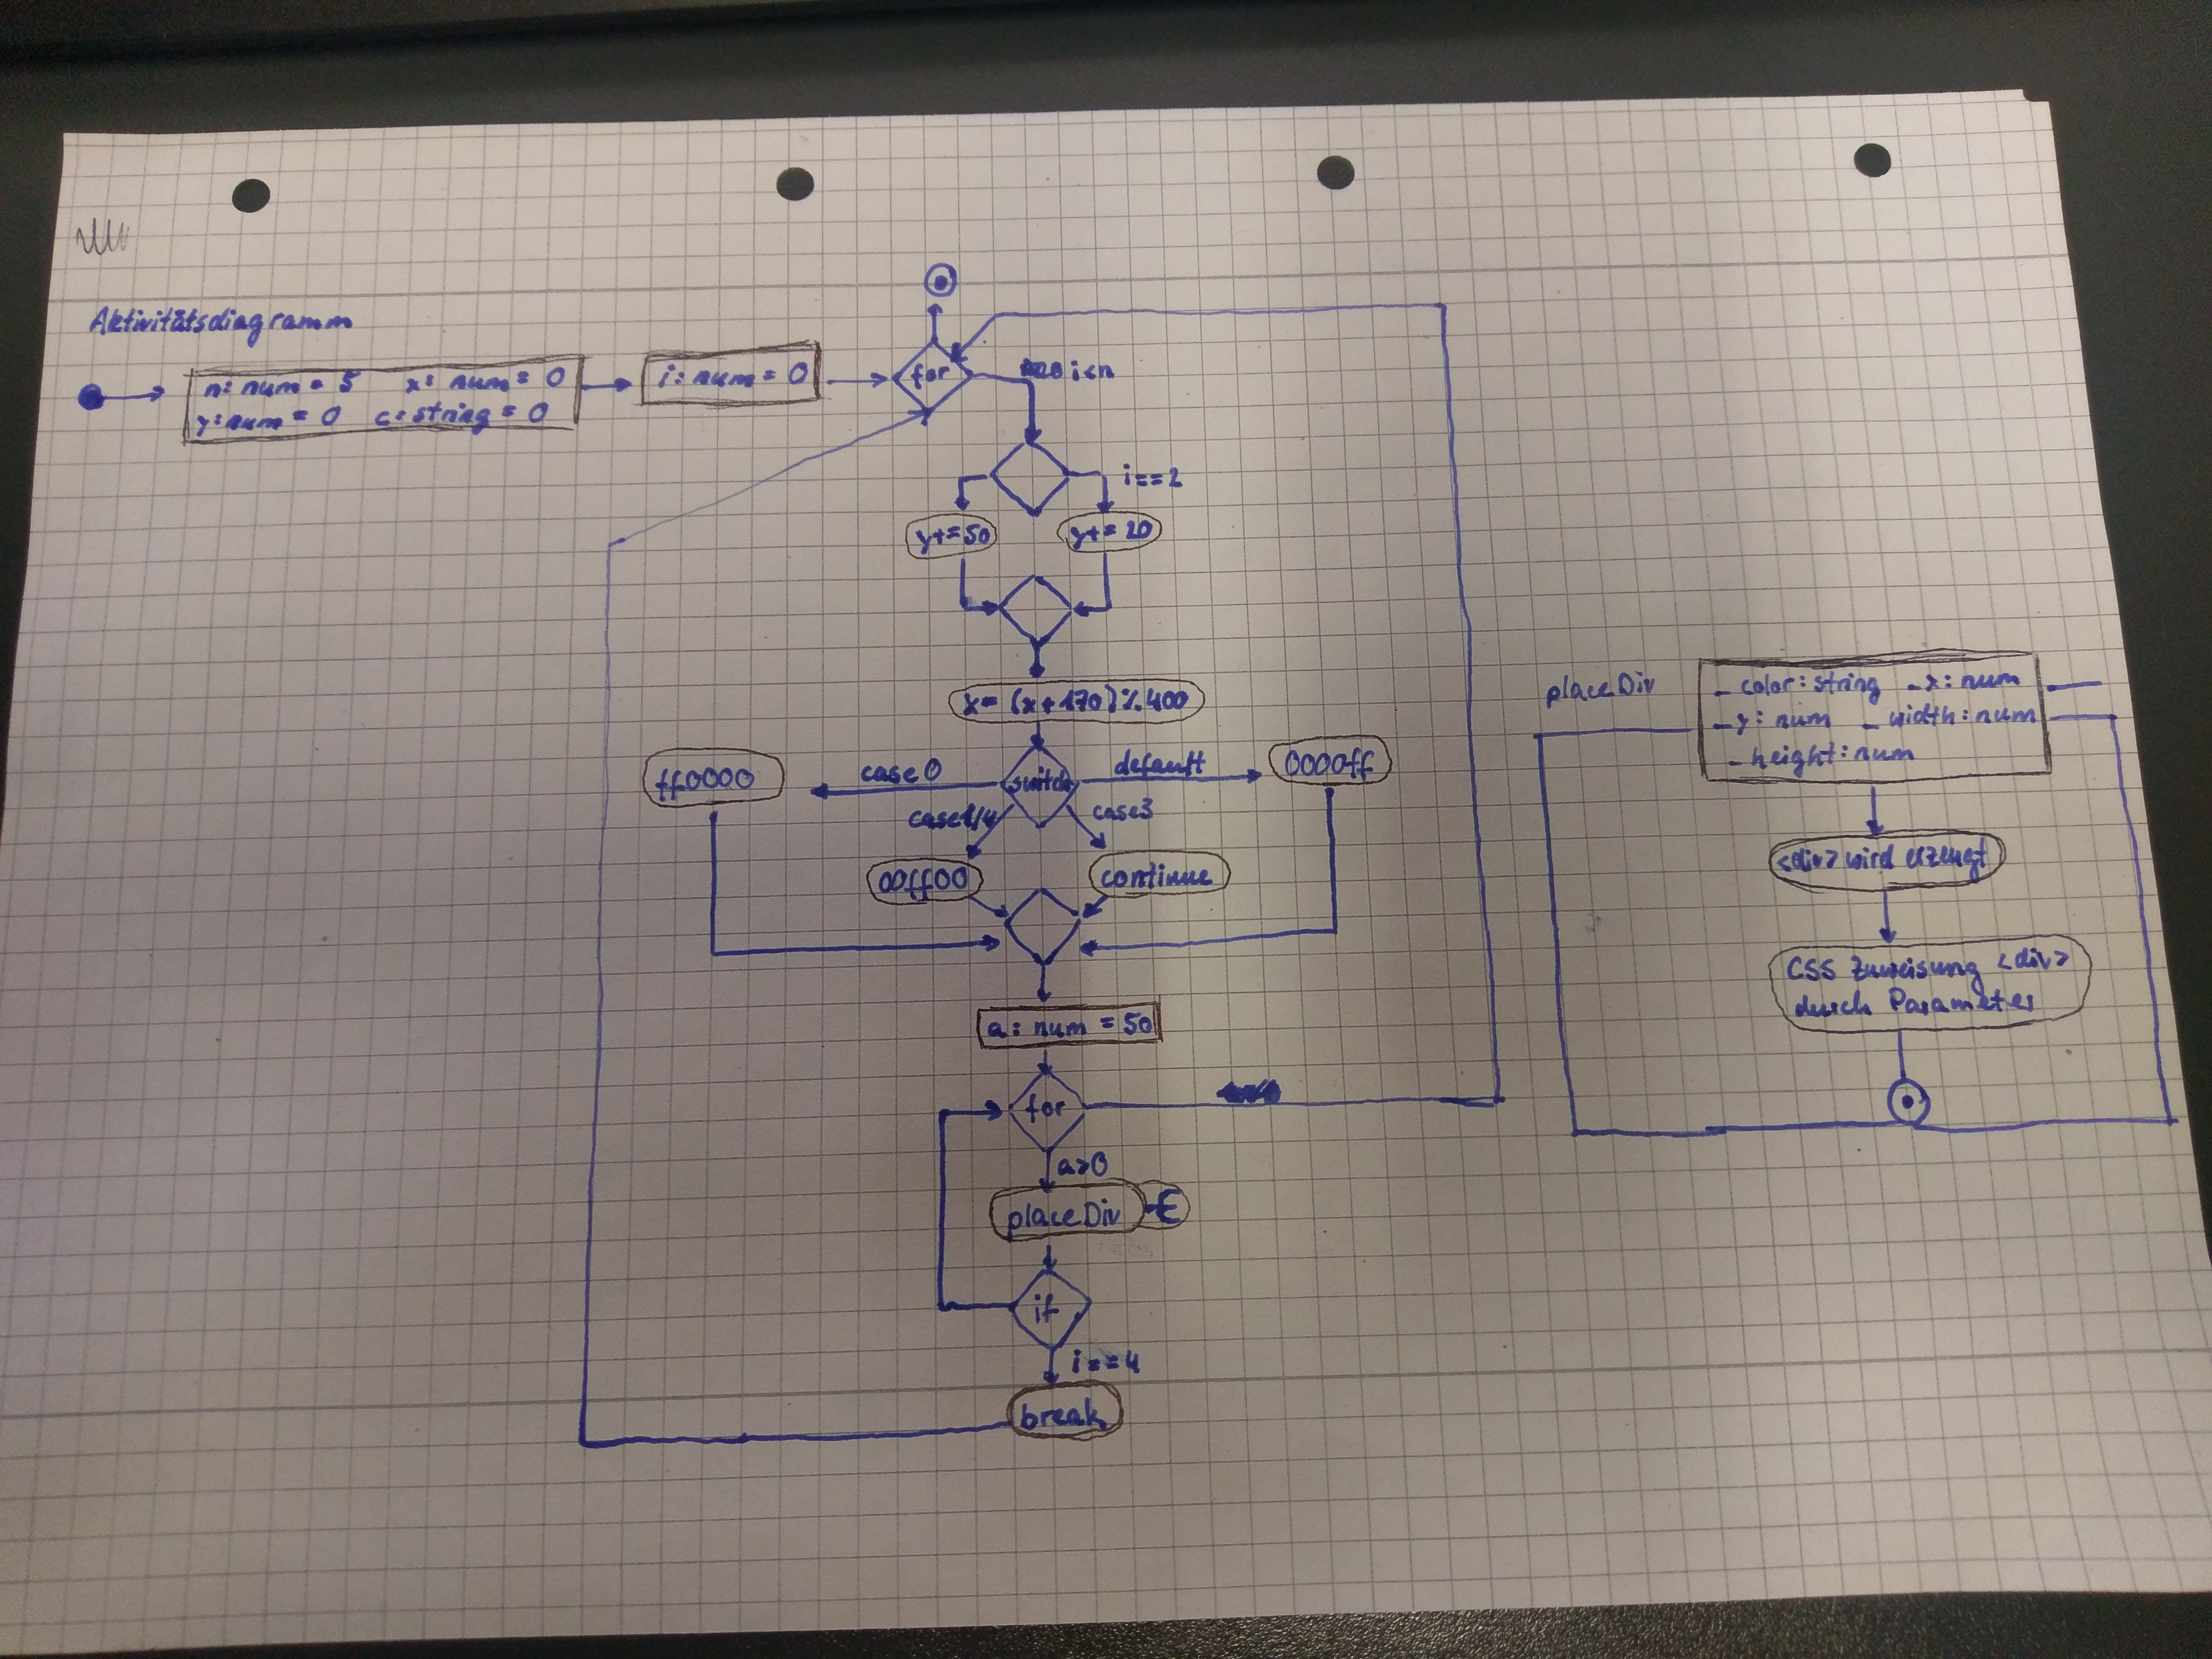 Aktivitätsdiagramm
n: num = 5 x: num = 0
y: num = 0 c: string = 0
i: num = 0
for
i<n
i==2
y+=50
y+= 20
x= (x+170)%400
switch
case 0
default
case1/4
case3
ff0000
0000ff
00ff00
continue
a: num = 50
for
a>0
placeDiv
if
i==4
break
placeDiv
_color: string _x: num
_y: num _width: num
_height: num
<div> wird erzeugt
CSS Zuweisung <div>
durch Parameter